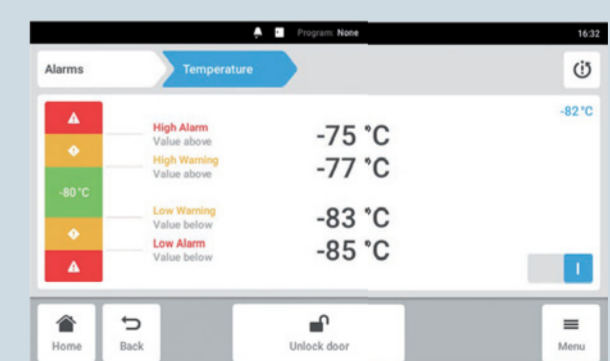 Program: None
16:32
Alarms
Temperature
-82 °C
High Alarm
Value above
-75 °C
High Warning
Value above
-77 °C
-80 °C
Low Warning
Value below
-83 °C
Low Alarm
Value below
-85 °C
Home
Back
Unlock door
Menu